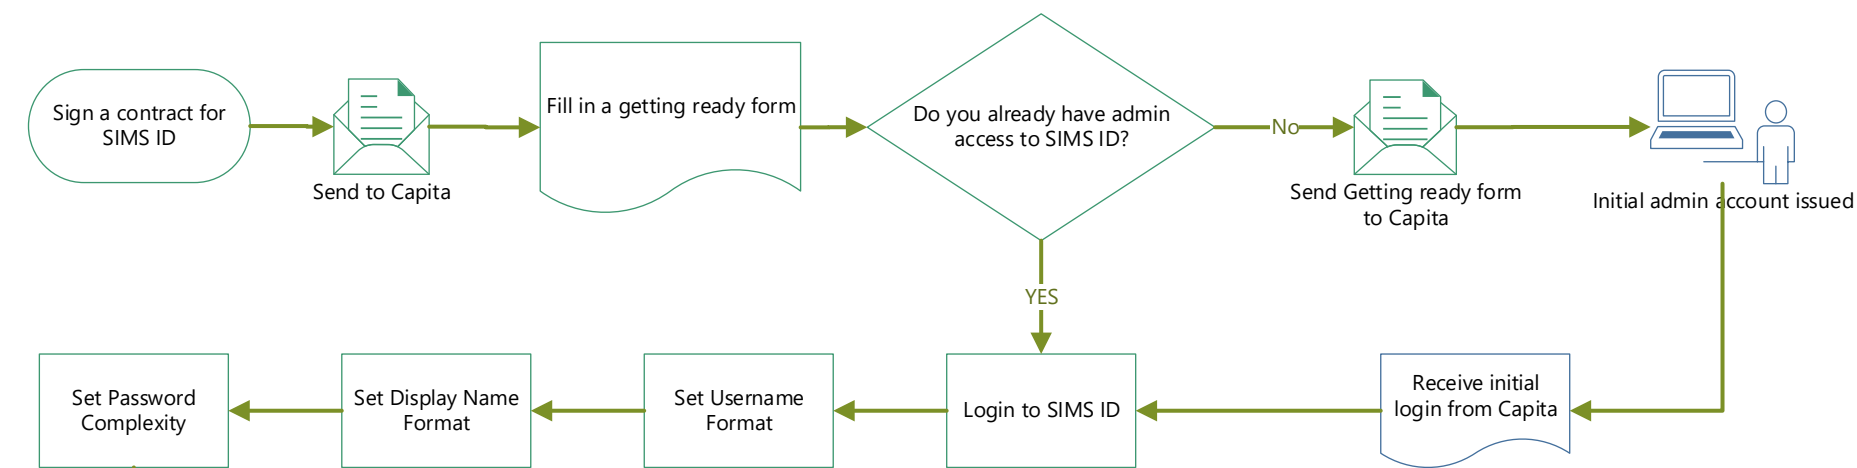 Sign a contract for
SIMS ID
Send to Capita
Fill in a getting ready form
Do you already have admin
access to SIMS ID?
No
Send Getting ready form
to Capita
Initial admin account issued
YES
Set Password
Complexity
Set Display Name
Format
Set Username
Format
Login to SIMS ID
Receive initial
login from Capita